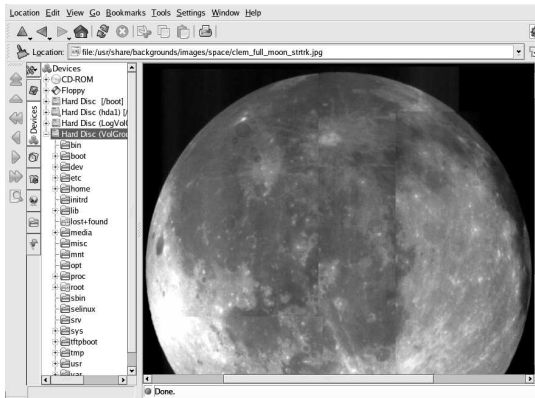 Location Edit View Go Bookmarks Tools Settings Window Help
Location: file:/usr/share/backgrounds/images/space/clem_full_moon_strtrk.jpg
Devices
Devices
CD-ROM
Floppy
Hard Disc [/boot]
Hard Disc (hda1) [/
Hard Disc (LogVol
Hard Disc (VolGrou
bin
boot
dev
etc
home
initrd
lib
lost+found
media
misc
mnt
opt
proc
root
sbin
selinux
srv
sys
tftpboot
tmp
usr
var
Done.